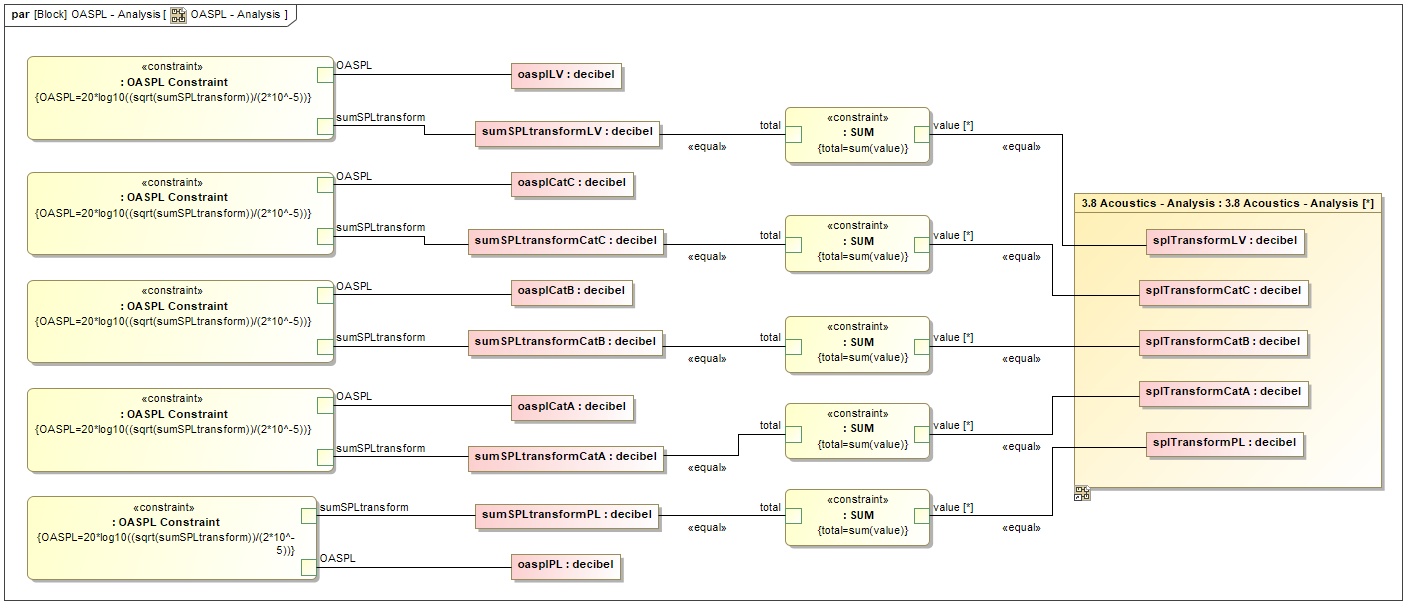 par [Block] OASPL - Analysis [ OASPL - Analysis ]
«constraint»
: OASPL Constraint
{OASPL=20*log10((sqrt(sumSPLtransform))/(2*10^-5))}
OASPL
oasplLV : decibel
sumSPLtransform
sumSPLtransformLV : decibel
«equal»
total
«constraint»
: SUM
{total=sum(value)}
value [*]
«equal»
«constraint»
: OASPL Constraint
{OASPL=20*log10((sqrt(sumSPLtransform))/(2*10^-5))}
OASPL
oasplCatC : decibel
sumSPLtransform
sumSPLtransformCatC : decibel
«equal»
total
«constraint»
: SUM
{total=sum(value)}
value [*]
«equal»
«constraint»
: OASPL Constraint
{OASPL=20*log10((sqrt(sumSPLtransform))/(2*10^-5))}
OASPL
oasplCatB : decibel
sumSPLtransform
sumSPLtransformCatB : decibel
«equal»
total
«constraint»
: SUM
{total=sum(value)}
value [*]
«equal»
«constraint»
: OASPL Constraint
{OASPL=20*log10((sqrt(sumSPLtransform))/(2*10^-5))}
OASPL
oasplCatA : decibel
sumSPLtransform
sumSPLtransformCatA : decibel
«equal»
total
«constraint»
: SUM
{total=sum(value)}
value [*]
«equal»
«constraint»
: OASPL Constraint
{OASPL=20*log10((sqrt(sumSPLtransform))/(2*10^-
5))}
sumSPLtransform
sumSPLtransformPL : decibel
«equal»
OASPL
oasplPL : decibel
total
«constraint»
: SUM
{total=sum(value)}
value [*]
«equal»
3.8 Acoustics - Analysis : 3.8 Acoustics - Analysis [*]
splTransformLV : decibel
splTransformCatC : decibel
splTransformCatB : decibel
splTransformCatA : decibel
splTransformPL : decibel